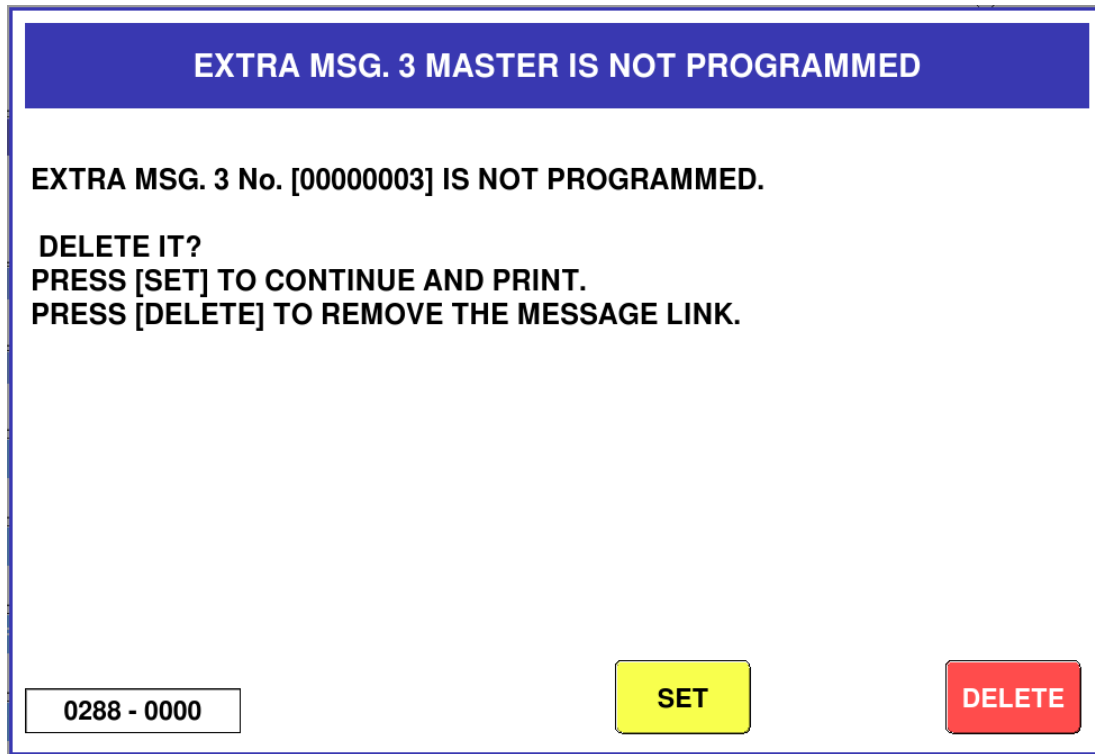 EXTRA MSG. 3 MASTER IS NOT PROGRAMMED
EXTRA MSG. 3 No. [00000003] IS NOT PROGRAMMED.
DELETE IT?
PRESS [SET] TO CONTINUE AND PRINT.
PRESS [DELETE] TO REMOVE THE MESSAGE LINK.
0288 - 0000
SET
DELETE